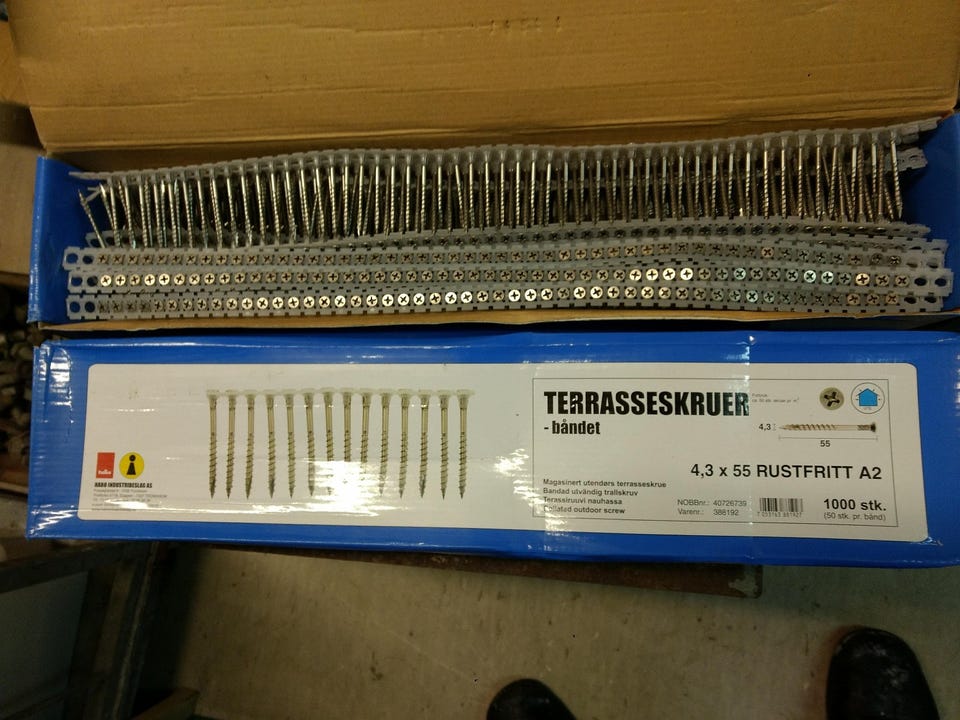 TERRASSESKRUER
- båndet
4,3
55
4,3 x 55 RUSTFRITT A2
Magasinert utendørs terrasseskrue
Bandad utvändig trallskruv
Terassiruuvi nauhassa
Collated outdoor screw
NOBBnr.: 40726739
Varenr.: 388192
1000 stk.
(50 stk. pr. bånd)
HABO INDUSTRIBESLAG AS